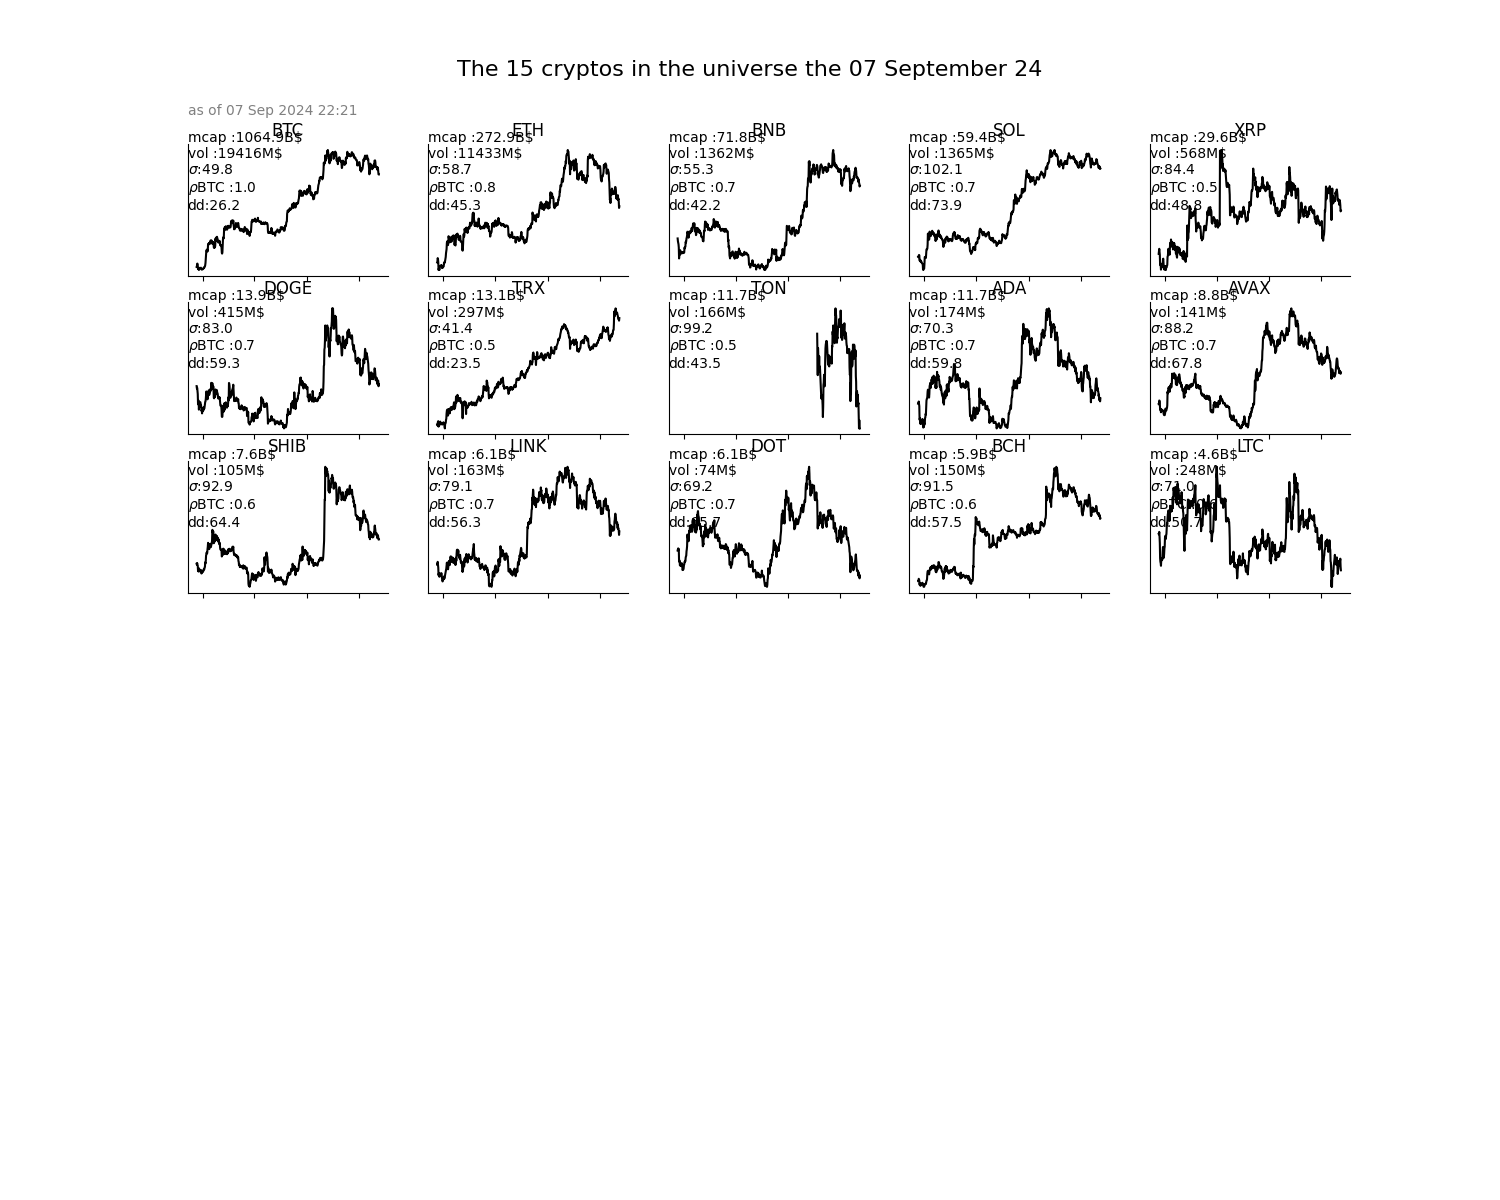 The 15 cryptos in the universe the 07 September 24
as of 07 Sep 2024 22:21
BTC
mcap :1064.9B$
vol :19416M$
σ:49.8
ρBTC :1.0
dd:26.2
ETH
mcap :272.9B$
vol :11433M$
σ:58.7
ρBTC :0.8
dd:45.3
BNB
mcap :71.8B$
vol :1362M$
σ:55.3
ρBTC :0.7
dd:42.2
SOL
mcap :59.4B$
vol :1365M$
σ:102.1
ρBTC :0.7
dd:73.9
XRP
mcap :29.6B$
vol :568M$
σ:84.4
ρBTC :0.5
dd:48.8
DOGE
mcap :13.9B$
vol :415M$
σ:83.0
ρBTC :0.7
dd:59.3
TRX
mcap :13.1B$
vol :297M$
σ:41.4
ρBTC :0.5
dd:23.5
TON
mcap :11.7B$
vol :166M$
σ:99.2
ρBTC :0.5
dd:43.5
ADA
mcap :11.7B$
vol :174M$
σ:70.3
ρBTC :0.7
dd:59.8
AVAX
mcap :8.8B$
vol :141M$
σ:88.2
ρBTC :0.7
dd:67.8
SHIB
mcap :7.6B$
vol :105M$
σ:92.9
ρBTC :0.6
dd:64.4
LINK
mcap :6.1B$
vol :163M$
σ:79.1
ρBTC :0.7
dd:56.3
DOT
mcap :6.1B$
vol :74M$
σ:69.2
ρBTC :0.7
BCH
mcap :5.9B$
vol :150M$
σ:91.5
ρBTC :0.6
dd:57.5
LTC
mcap :4.6B$
vol :248M$
σ:71.0
ρBTC :0.6